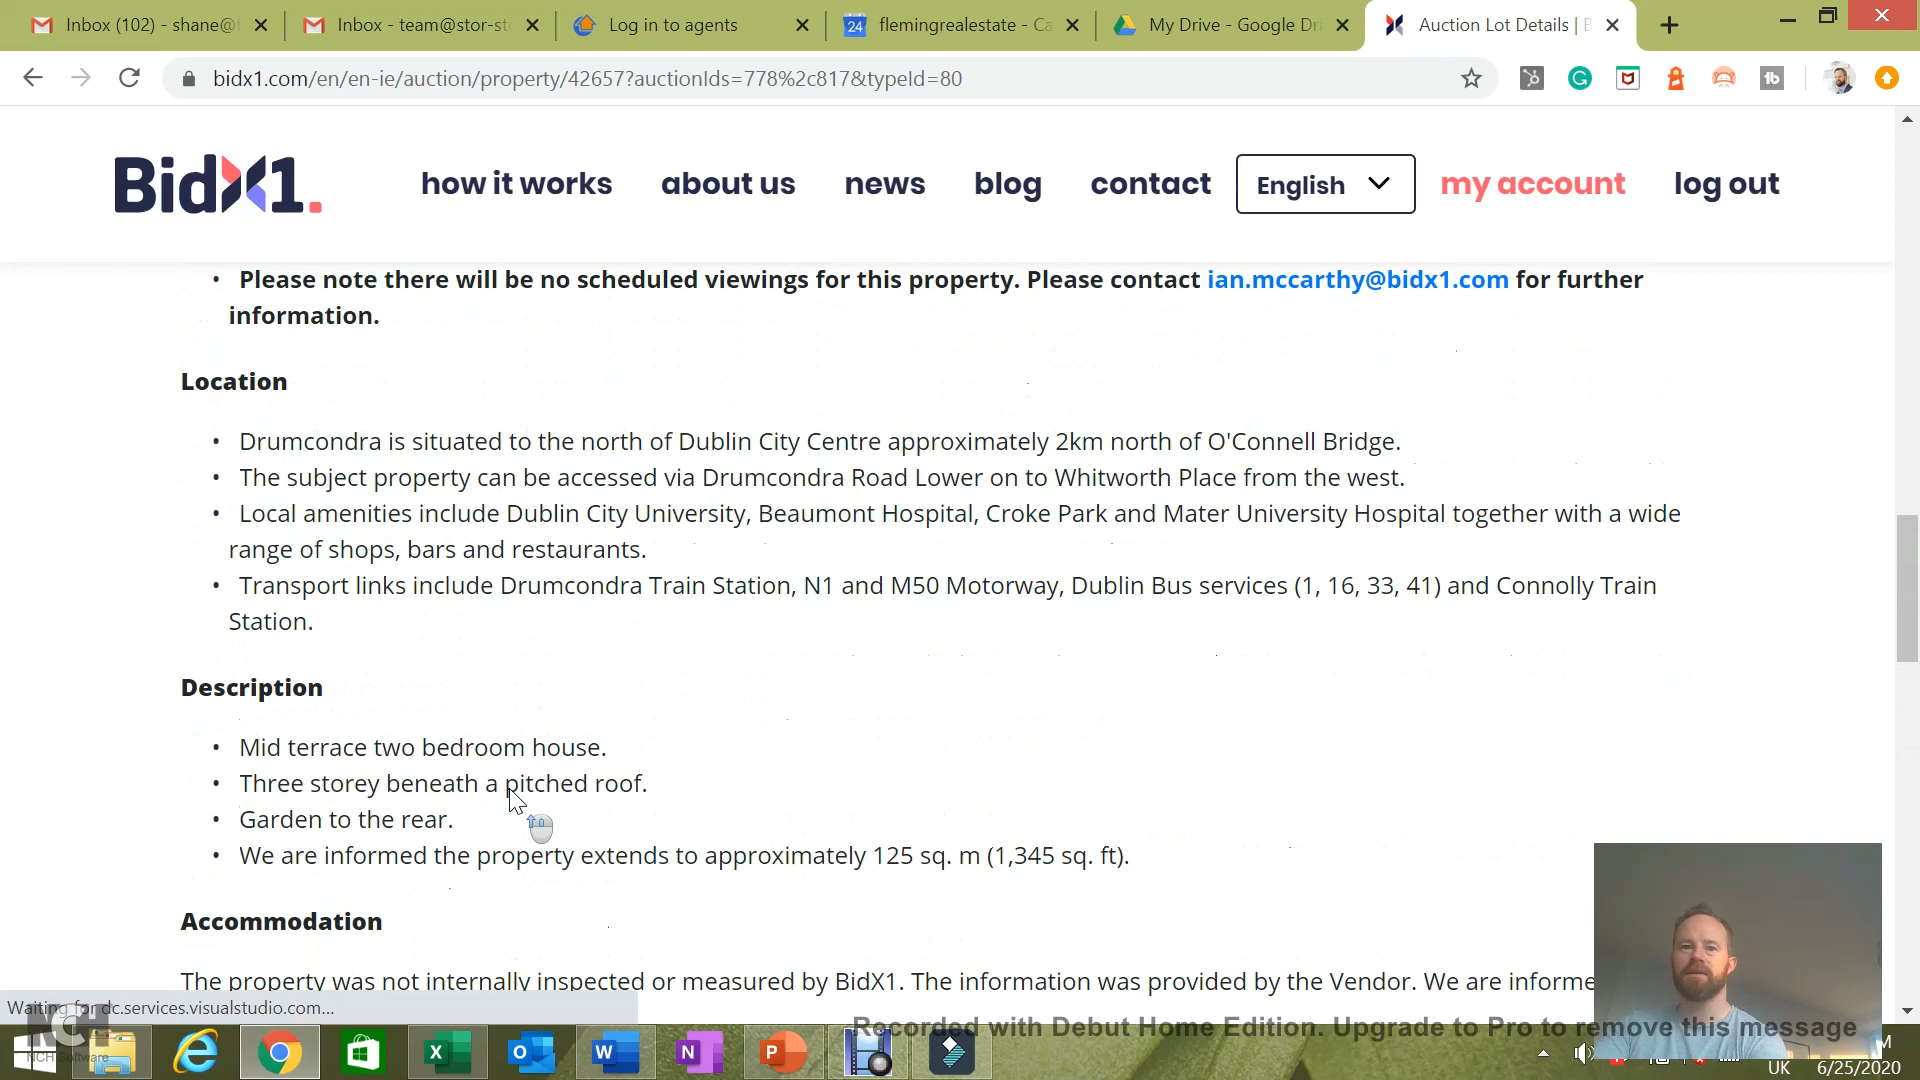 Inbox (102) - shane@
Inbox - team@stor-st
Log in to agents
24
flemingrealestate - Ca
My Drive - Google Dri
Auction Lot Details | B
bidx1.com/en/en-ie/auction/property/42657?auctionIds=778%2c817&typeId=80
BidX1.
how it works
about us
news
blog
contact
English
my account
log out
• Please note there will be no scheduled viewings for this property. Please contact ian.mccarthy@bidx1.com for further
information.
Location
• Drumcondra is situated to the north of Dublin City Centre approximately 2km north of O'Connell Bridge.
• The subject property can be accessed via Drumcondra Road Lower on to Whitworth Place from the west.
• Local amenities include Dublin City University, Beaumont Hospital, Croke Park and Mater University Hospital together with a wide
range of shops, bars and restaurants.
• Transport links include Drumcondra Train Station, N1 and M50 Motorway, Dublin Bus services (1, 16, 33, 41) and Connolly Train
Station.
Description
• Mid terrace two bedroom house.
• Three storey beneath a pitched roof.
• Garden to the rear.
• We are informed the property extends to approximately 125 sq. m (1,345 sq. ft).
Accommodation
The property was not internally inspected or measured by BidX1. The information was provided by the Vendor. We are informe
Waiting for dc.services.visualstudio.com...
NCH
NCH Software
Recorded with Debut Home Edition. Upgrade to Pro to remove this message
UK
6/25/2020